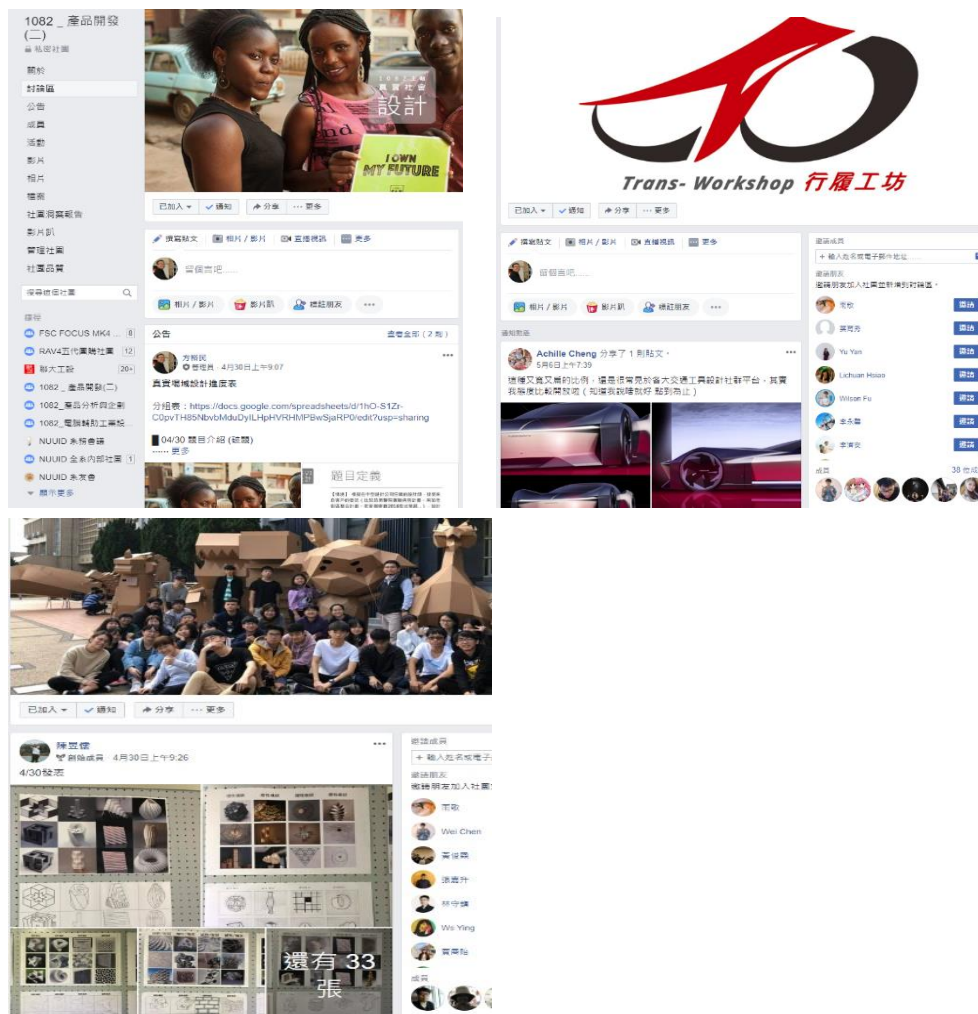 1082 _ 產品開發
(二)
私密社團
關於
討論區
公告
成員
活動
影片
相片
檔案
社團洞察報告
影片趴
管理社團
社團品質
搜尋這個社團
捷徑
FSC FOCUS MK4 ... 8
RAV4五代團購社團 12
聯大工設 20+
1082 _ 產品開發(二)
1082_產品分析與企劃
1082_電腦輔助工業設...
NUUID 系務會議
NUUID 全系內部社團 1
NUUID 系友會
顯示更多
設計
I OWN
MY FUTURE
已加入 通知 分享 ... 更多
撰寫貼文 相片 / 影片 直播視訊 更多
留個言吧......
相片 / 影片 影片趴 標註朋友 ...
公告 查看全部 ( 2 則 )
管理員 · 4月30日上午9:07
真實場域設計進度表
分組表：https://docs.google.com/spreadsheets/d/1hO-S1Zr-
C0pvTH85NbvbMduDyILHpHVRHMPBwSjaRP0/edit?usp=sharing
04/30 題目介紹 (破題)
...... 更多
題目定義
Trans- Workshop 行履工坊
已加入 通知 分享 ... 更多
撰寫貼文 相片 / 影片 直播視訊 更多
留個言吧......
相片 / 影片 影片趴 標註朋友 ...
Achille Cheng 分享了 1 則貼文。
5月6日上午7:39
這種又寬又扁的比例，還是很常見於各大交通工具設計社群平台，其實
我態度比較開放啦（知道我說啥就好 點到為止）
邀請成員
+ 輸入姓名或電子郵件地址......
邀請朋友
邀請朋友加入社團並新增到討論區。
邀請
邀請
Yu Yan 邀請
Lichuan Hsiao 邀請
Wilson Fu 邀請
邀請
邀請
成員 38 位成
已加入 通知 分享 ... 更多
創始成員 · 4月30日上午9:26
4/30發表
還有 33
張
邀請成員
+ 輸入姓名或電子
邀請朋友
邀請朋友加入社團
Wei Chen
林守鎮
Ws Ying
成員